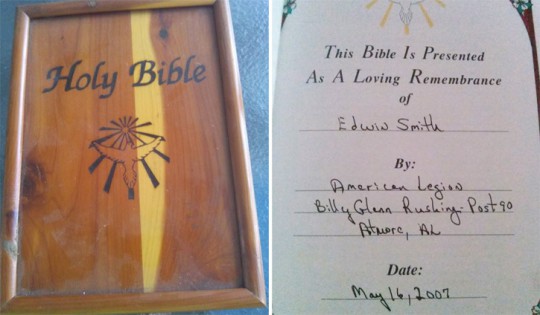 Holy Bible
This Bible Is Presented
As A Loving Remembrance
of
Edwin Smith
By:
American Legion
Billy Glenn Rushing Post 90
Atmore, AL
Date:
May 16, 2007